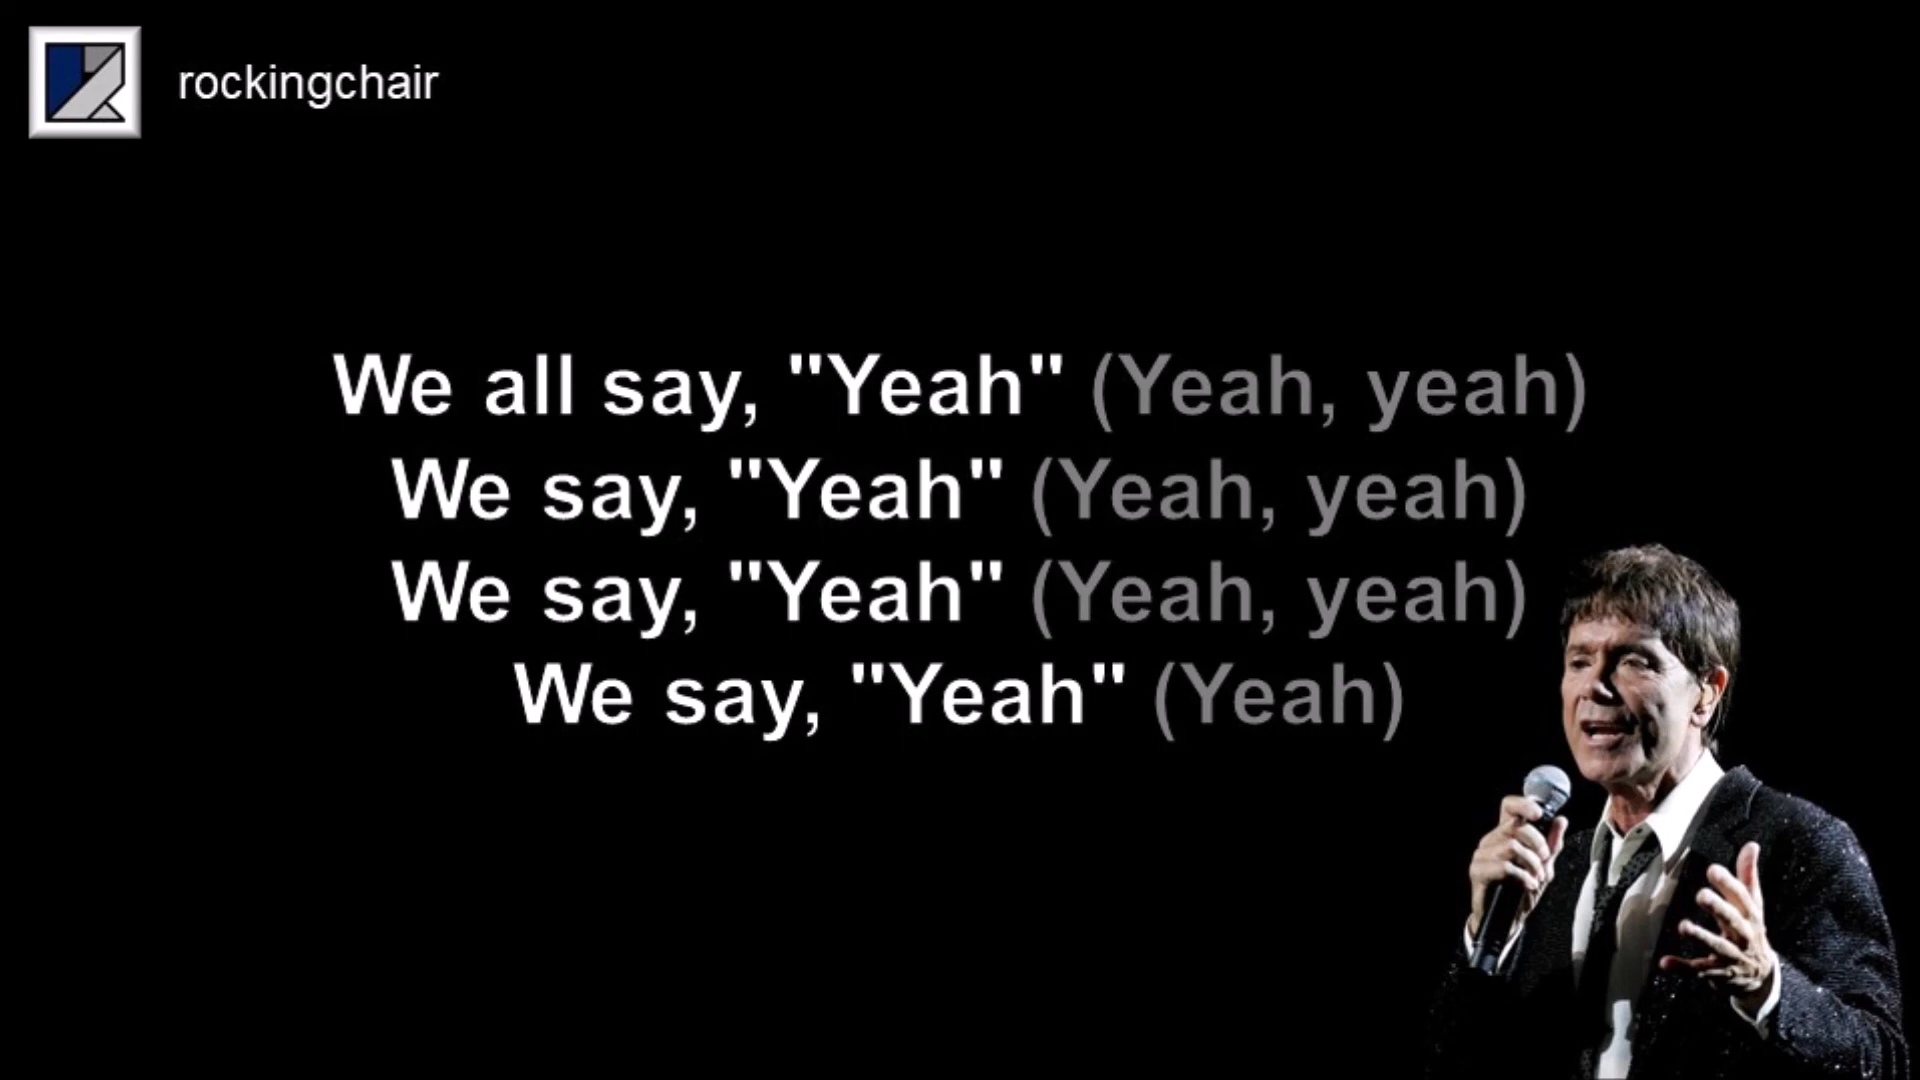 rockingchair
We all say, "Yeah" (Yeah, yeah)
We say, "Yeah" (Yeah, yeah)
We say, "Yeah" (Yeah, yeah)
We say, "Yeah" (Yeah)